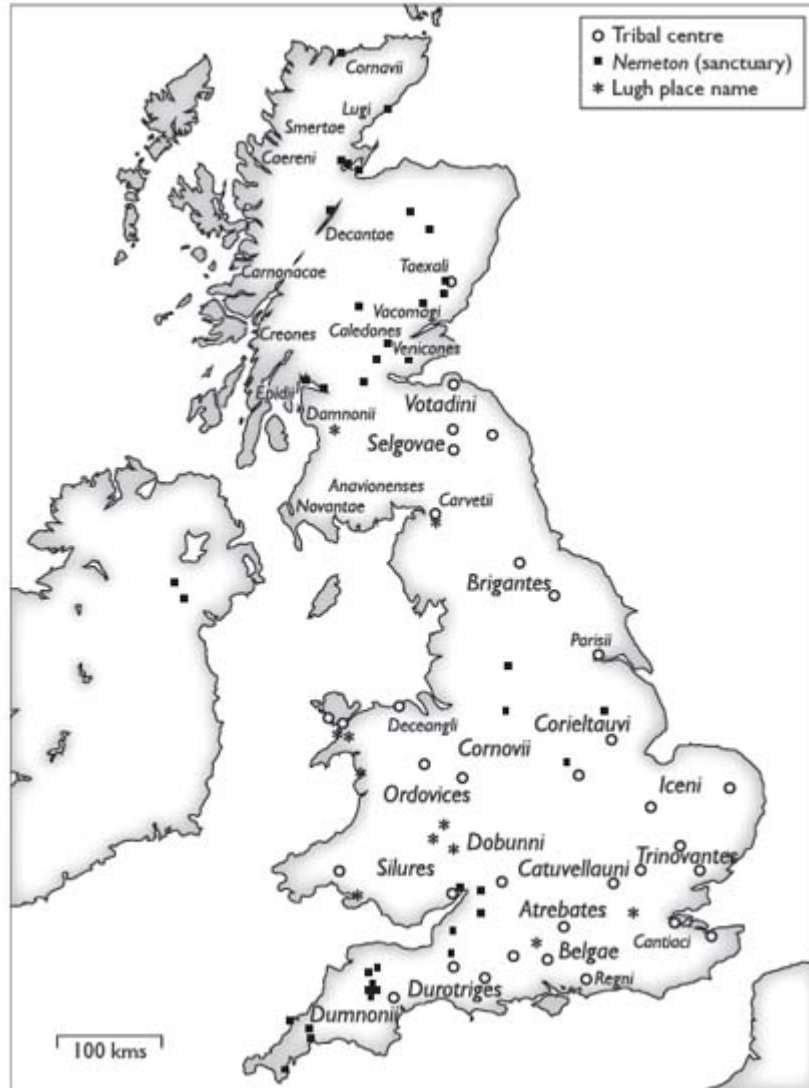 Tribal centre
Nemeton (sanctuary)
Lugh place name
Cornavii
Lugi
Smertae
Caereni
Decantae
Taexali
Carnonacae
Vacomagi
Creones
Caledones
Venicones
Epidii
Votadini
Damnonii
Selgovae
Anavionenses
Novantae
Carvetii
Brigantes
Parisii
Deceangli
Corieltauvi
Cornovii
Iceni
Ordovices
Dobunni
Trinovantes
Silures
Catuvellauni
Atrebates
Cantiaci
Belgae
Regni
Durotriges
Dumnonii
100 kms